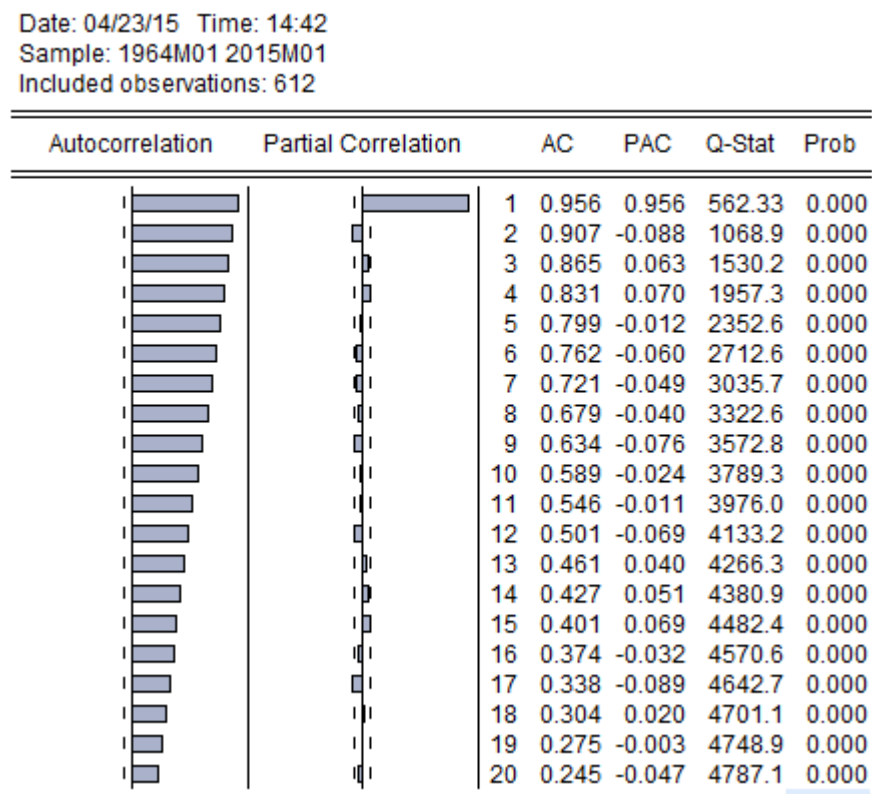 Date: 04/23/15 Time: 14:42
Sample: 1964M01 2015M01
Included observations: 612
Autocorrelation Partial Correlation AC PAC Q-Stat Prob
1 0.956 0.956 562.33 0.000
2 0.907 -0.088 1068.9 0.000
3 0.865 0.063 1530.2 0.000
4 0.831 0.070 1957.3 0.000
5 0.799 -0.012 2352.6 0.000
6 0.762 -0.060 2712.6 0.000
7 0.721 -0.049 3035.7 0.000
8 0.679 -0.040 3322.6 0.000
9 0.634 -0.076 3572.8 0.000
10 0.589 -0.024 3789.3 0.000
11 0.546 -0.011 3976.0 0.000
12 0.501 -0.069 4133.2 0.000
13 0.461 0.040 4266.3 0.000
14 0.427 0.051 4380.9 0.000
15 0.401 0.069 4482.4 0.000
16 0.374 -0.032 4570.6 0.000
17 0.338 -0.089 4642.7 0.000
18 0.304 0.020 4701.1 0.000
19 0.275 -0.003 4748.9 0.000
20 0.245 -0.047 4787.1 0.000